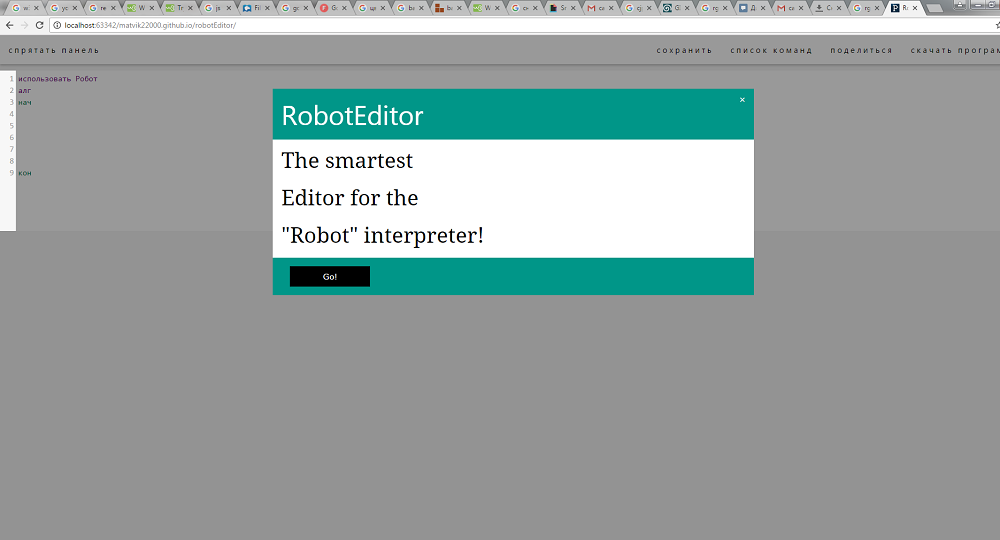 localhost:63342/matvik22000.github.io/robotEditor/
спрятать панель
сохранить список команд поделиться скачать програм
1 использовать Робот
2 алг
3 нач
4
5
6
7
8
9 кон
RobotEditor
×
The smartest
Editor for the
"Robot" interpreter!
Go!